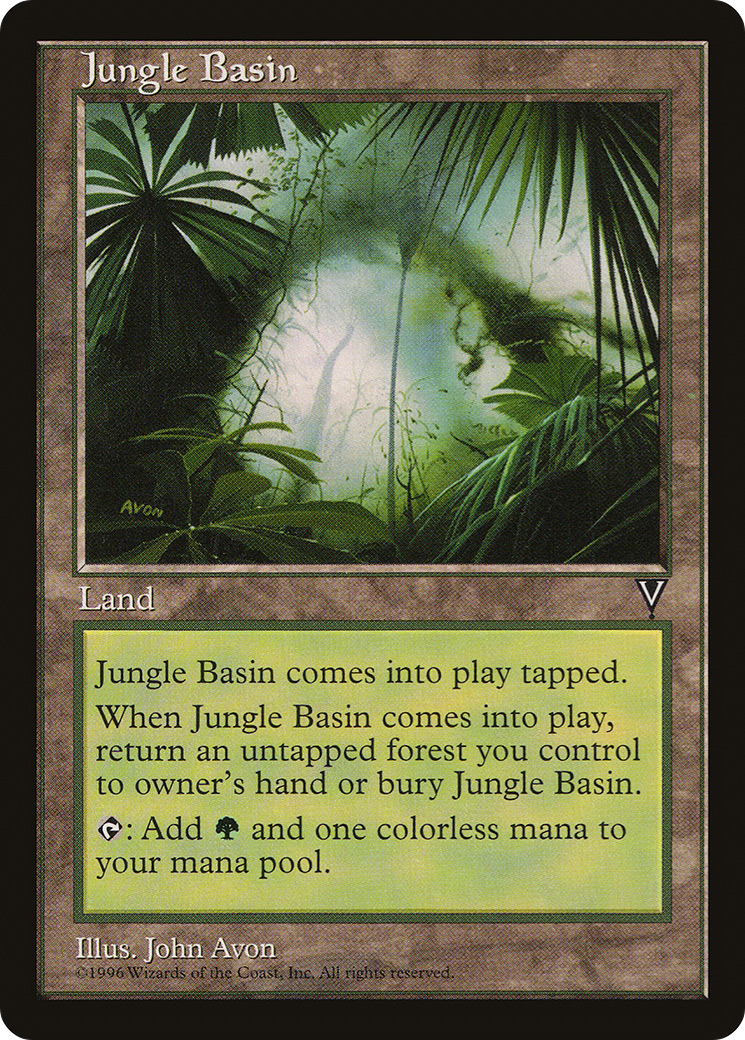 Jungle Basin
AVON
Land
V
Jungle Basin comes into play tapped.
When Jungle Basin comes into play,
return an untapped forest you control
to owner's hand or bury Jungle Basin.
: Add and one colorless mana to
your mana pool.
Illus. John Avon
©1996 Wizards of the Coast, Inc. All rights reserved.